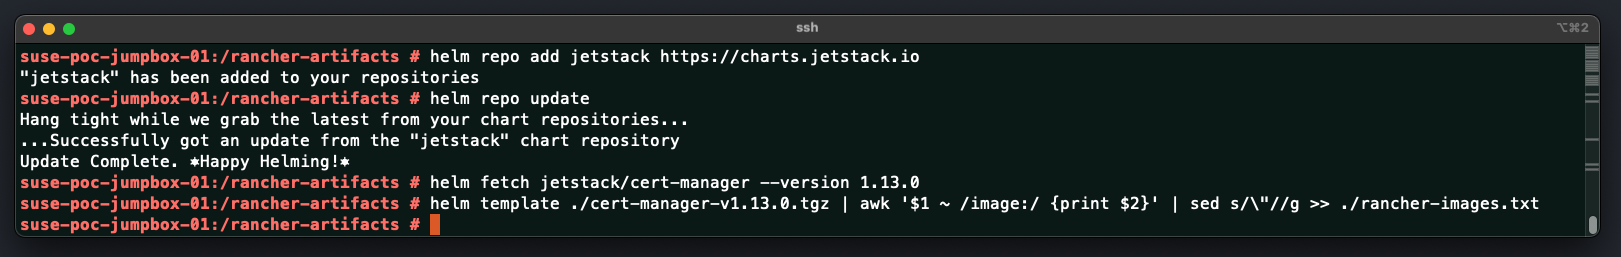 ssh
⌥⌘2
suse-poc-jumpbox-01:/rancher-artifacts # helm repo add jetstack https://charts.jetstack.io
"jetstack" has been added to your repositories
suse-poc-jumpbox-01:/rancher-artifacts # helm repo update
Hang tight while we grab the latest from your chart repositories...
...Successfully got an update from the "jetstack" chart repository
Update Complete. ⎈Happy Helming!⎈
suse-poc-jumpbox-01:/rancher-artifacts # helm fetch jetstack/cert-manager --version 1.13.0
suse-poc-jumpbox-01:/rancher-artifacts # helm template ./cert-manager-v1.13.0.tgz | awk '$1 ~ /image:/ {print $2}' | sed s/\"//g >> ./rancher-images.txt
suse-poc-jumpbox-01:/rancher-artifacts #